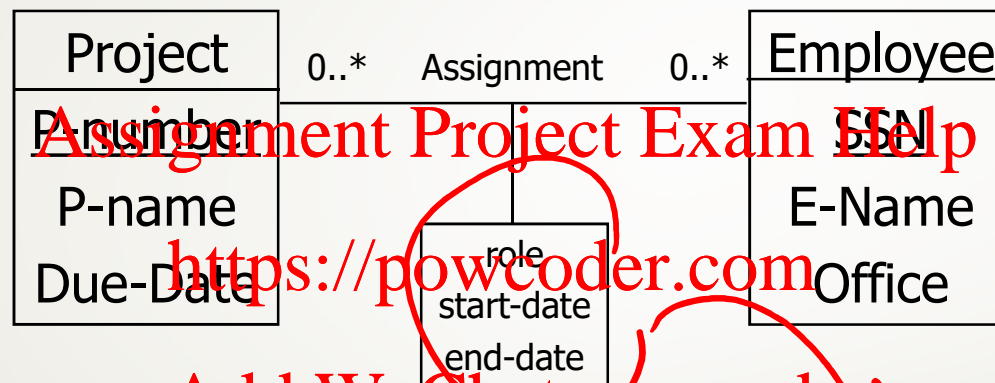 Project
0..* Assignment 0..*
Employee
P-number
SSN
Assignment Project Exam Help
P-name
E-Name
role
https://powcoder.com
Due-Date
Office
start-date
end-date